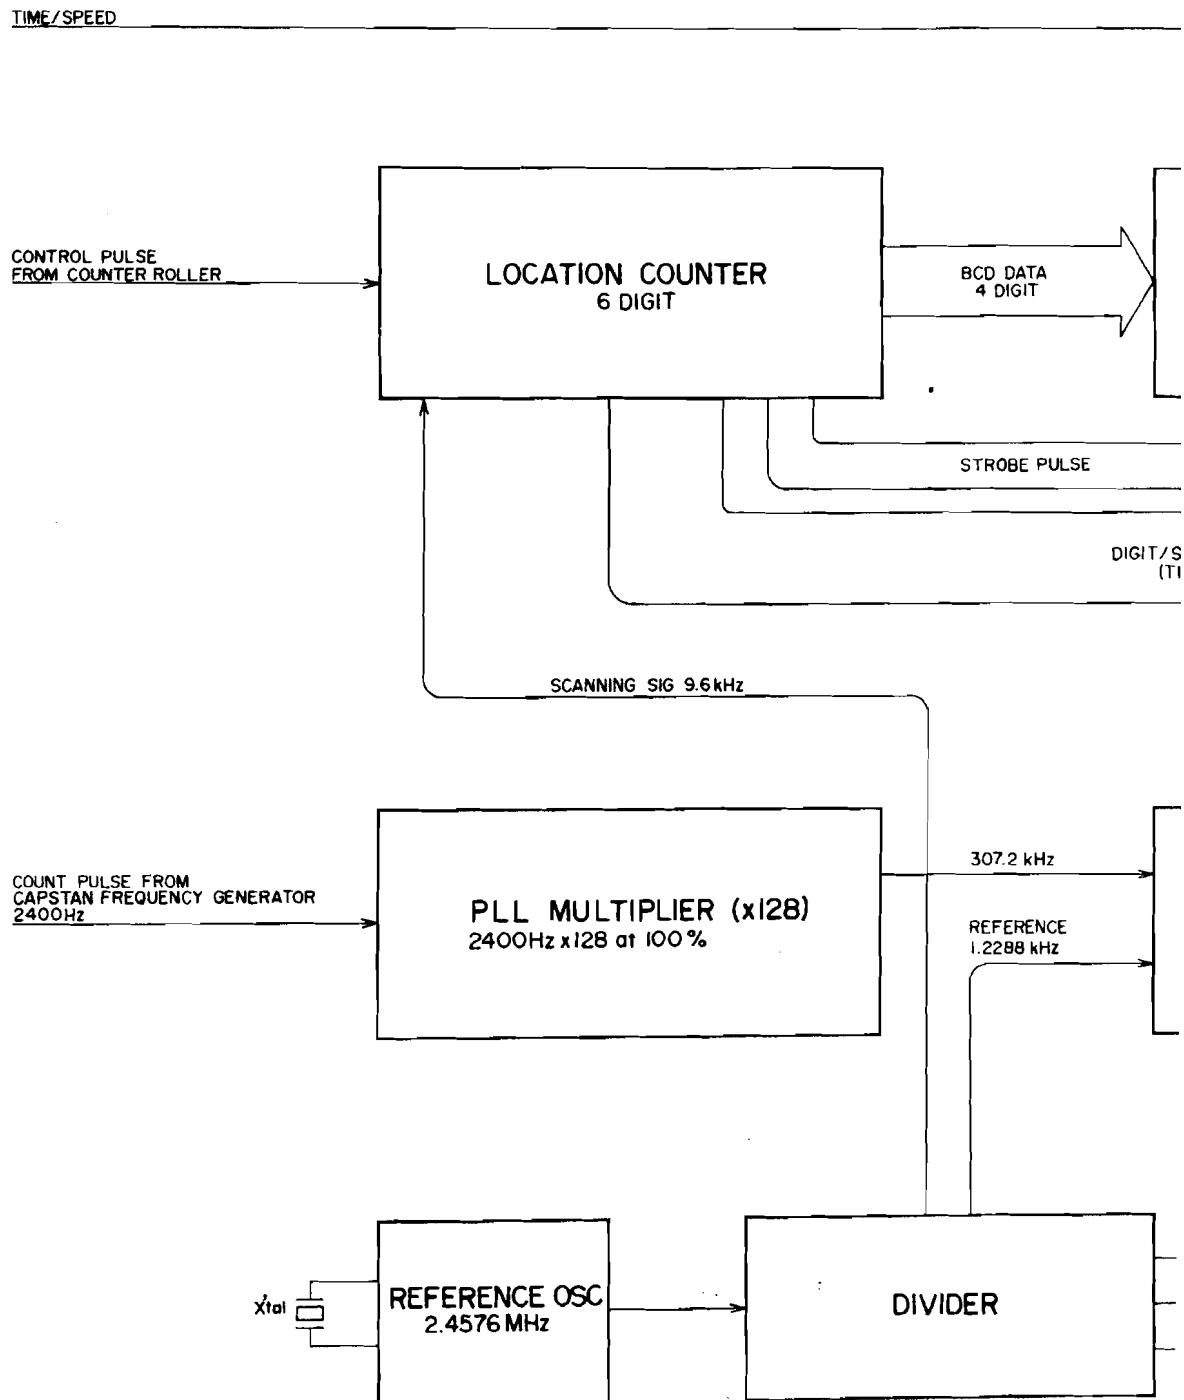 TIME/SPEED
CONTROL PULSE
FROM COUNTER ROLLER
LOCATION COUNTER
6 DIGIT
BCD DATA
4 DIGIT
STROBE PULSE
DIGIT/S
(TI
SCANNING SIG 9.6kHz
COUNT PULSE FROM
CAPSTAN FREQUENCY GENERATOR
2400Hz
PLL MULTIPLIER (x128)
2400Hz x128 at 100%
307.2 kHz
REFERENCE
1.2288 kHz
X'tal
REFERENCE OSC
2.4576 MHz
DIVIDER